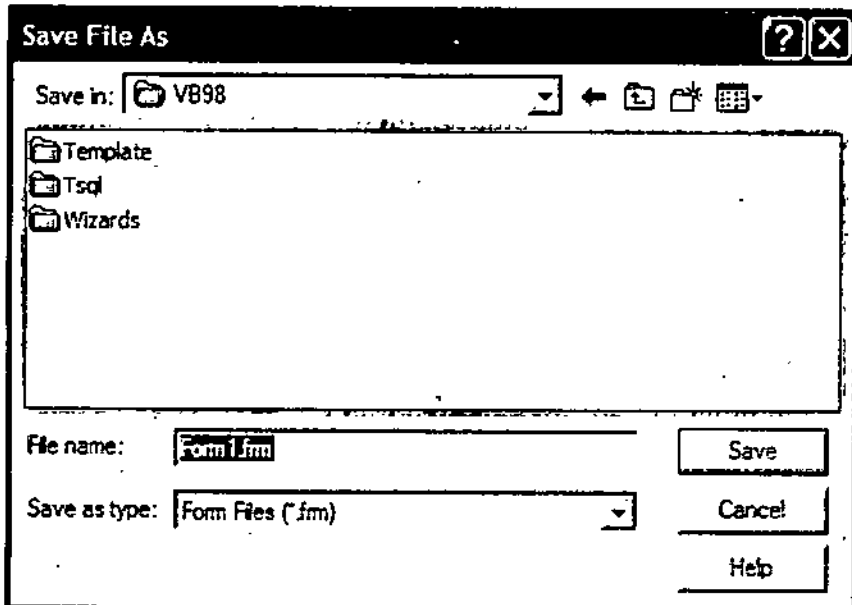 Save File As
Save in: VB98
Template
Tsql
Wizards
File name: Form1.frm Save
Save as type: Form Files (*.frm) Cancel
Help